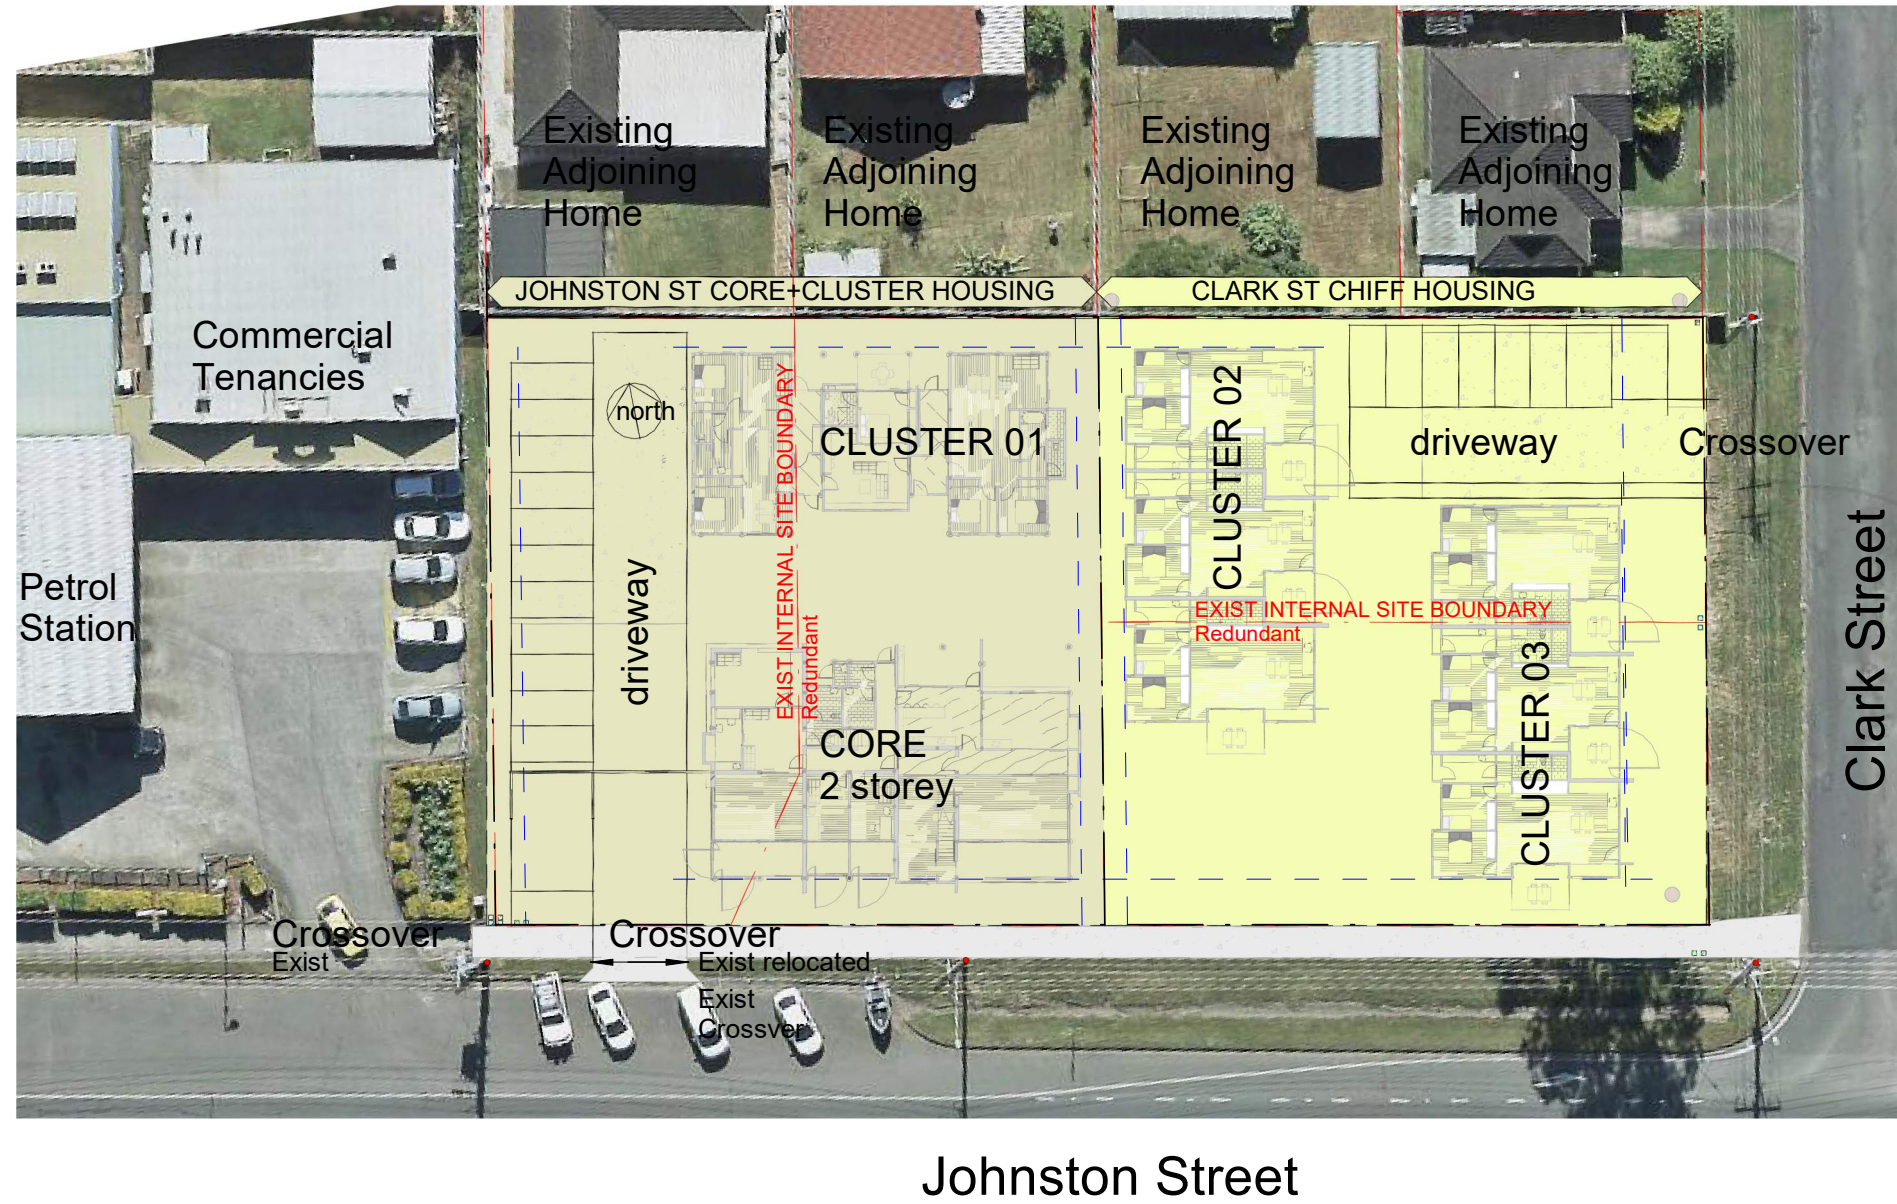 Existing
Adjoining
Home
Existing
Adjoining
Home
Existing
Adjoining
Home
Existing
Adjoining
Home
JOHNSTON ST CORE+CLUSTER HOUSING
CLARK ST CHIFF HOUSING
Commercial
Tenancies
north
CLUSTER 01
CLUSTER 02
driveway
Crossover
EXIST INTERNAL SITE BOUNDARY
Redundant
Petrol
Station
driveway
EXIST INTERNAL SITE BOUNDARY
Redundant
CLUSTER 03
Clark Street
CORE
2 storey
Crossover
Exist
Crossover
Exist relocated
Exist
Crossver
Johnston Street